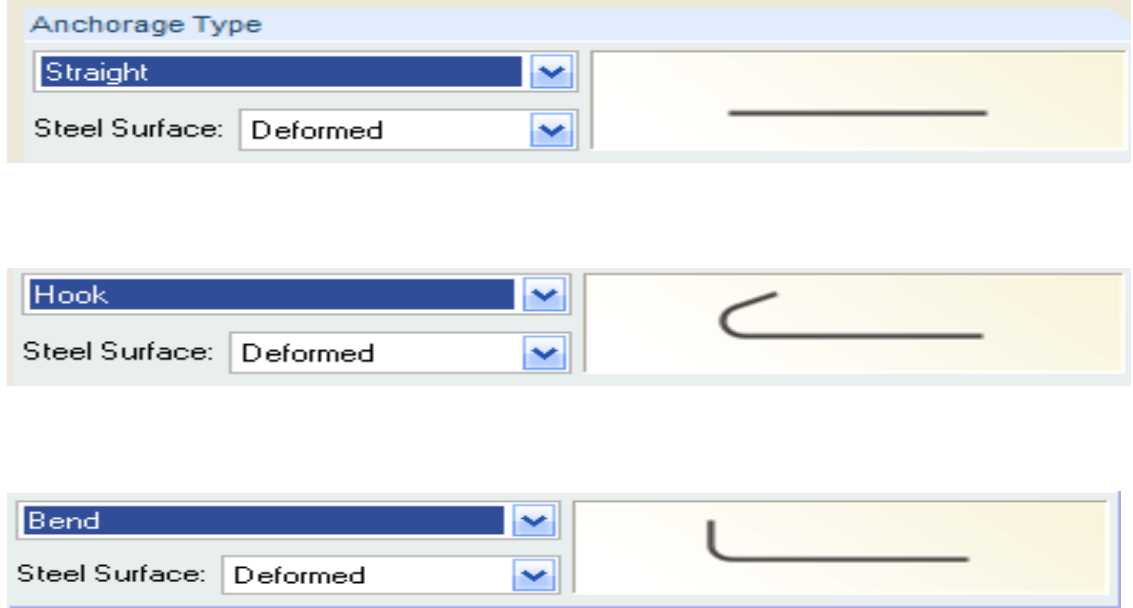 Anchorage Type
Straight
Steel Surface: Deformed
Hook
Steel Surface: Deformed
Bend
Steel Surface: Deformed